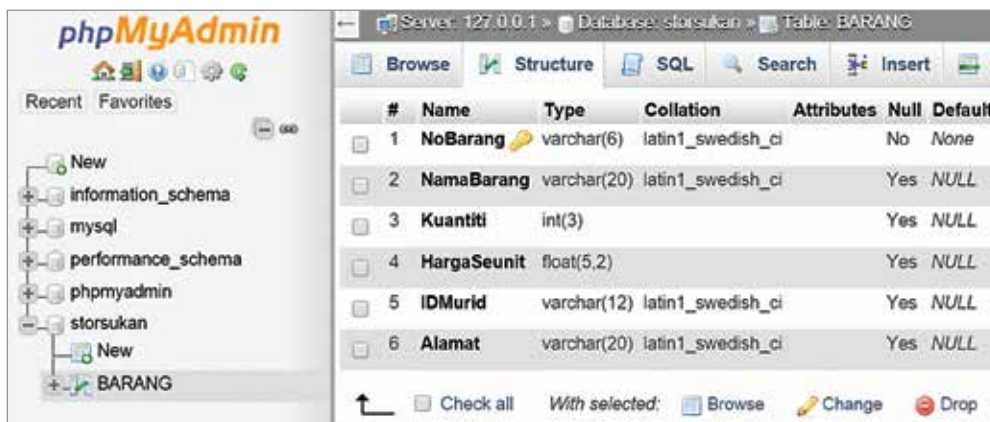 phpMyAdmin
Recent Favorites
New
information_schema
mysql
performance_schema
phpmyadmin
storsukan
New
BARANG
Server: 127.0.0.1 » Database: storsukan » Table: BARANG
Browse Structure SQL Search Insert
# Name Type Collation Attributes Null Default
1 NoBarang varchar(6) latin1_swedish_ci No None
2 NamaBarang varchar(20) latin1_swedish_ci Yes NULL
3 Kuantiti int(3) Yes NULL
4 HargaSeunit float(5,2) Yes NULL
5 IDMurid varchar(12) latin1_swedish_ci Yes NULL
6 Alamat varchar(20) latin1_swedish_ci Yes NULL
Check all With selected: Browse Change Drop